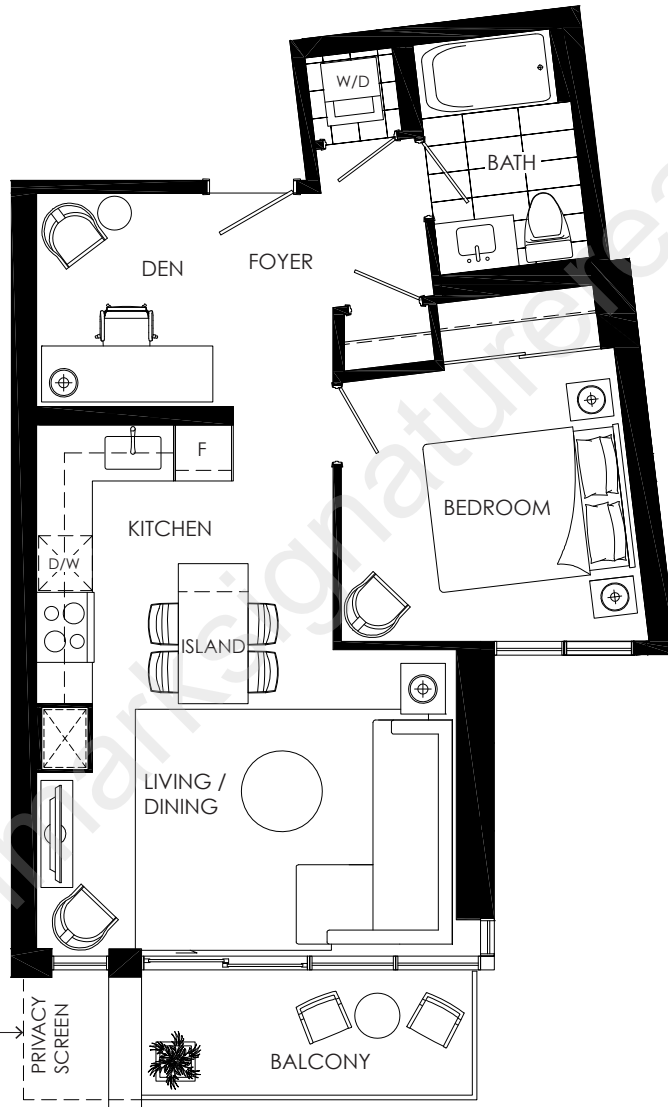 W/D
BATH
DEN
FOYER
F
KITCHEN
BEDROOM
D/W
ISLAND
LIVING /
DINING
PRIVACY
SCREEN
BALCONY